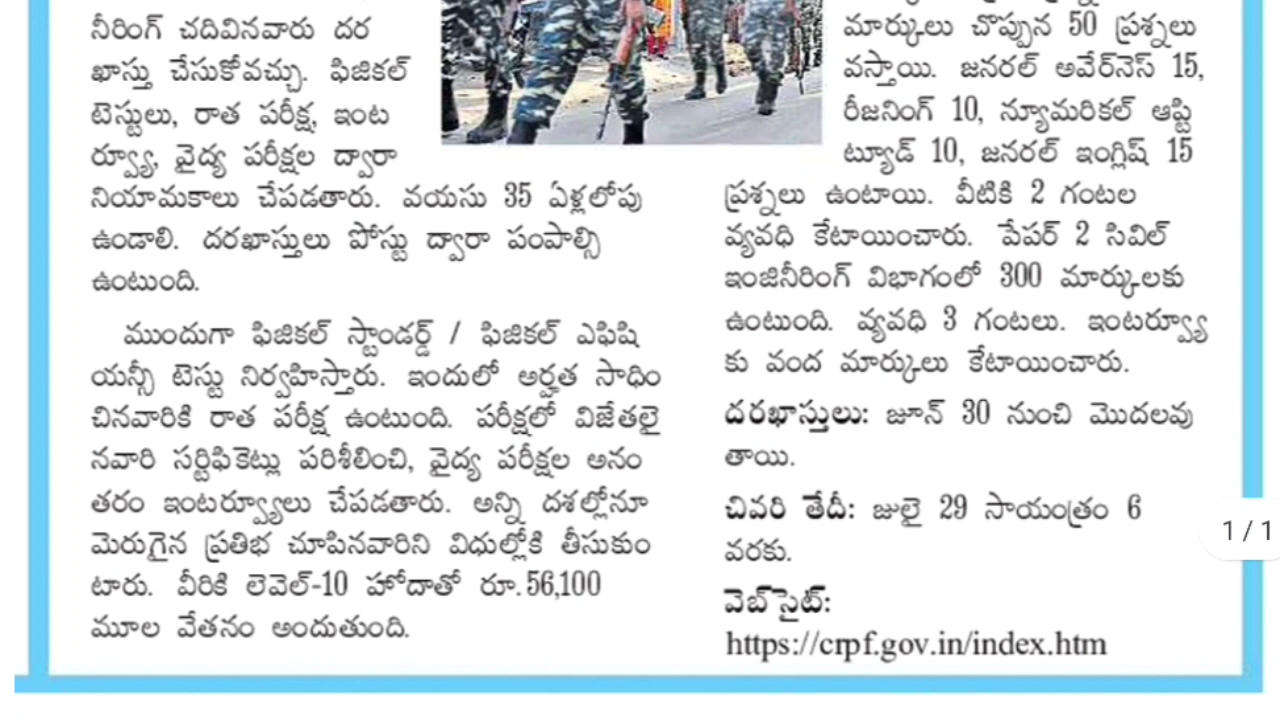 నీరింగ్ చదివినవారు దర
ఖాస్తు చేసుకోవచ్చు. ఫిజికల్
టెస్టులు, రాత పరీక్ష, ఇంట
ర్వ్యూ, వైద్య పరీక్షల ద్వారా
నియామకాలు చేపడతారు. వయసు 35 ఏళ్లలోపు
ఉండాలి. దరఖాస్తులు పోస్టు ద్వారా పంపాల్సి
ఉంటుంది.
ముందుగా ఫిజికల్ స్టాండర్డ్ / ఫిజికల్ ఎఫిషి
యన్సీ టెస్టు నిర్వహిస్తారు. ఇందులో అర్హత సాధిం
చినవారికి రాత పరీక్ష ఉంటుంది. పరీక్షలో విజేతలై
నవారి సర్టిఫికెట్లు పరిశీలించి, వైద్య పరీక్షల అనం
తరం ఇంటర్వ్యూలు చేపడతారు. అన్ని దశల్లోనూ
మెరుగైన ప్రతిభ చూపినవారిని విధుల్లోకి తీసుకుం
టారు. వీరికి లెవెల్-10 హోదాతో రూ.56,100
మూల వేతనం అందుతుంది.
మార్కులు చొప్పున 50 ప్రశ్నలు
వస్తాయి. జనరల్ అవేర్‌నెస్ 15,
రీజనింగ్ 10, న్యూమరికల్ ఆప్టి
ట్యూడ్ 10, జనరల్ ఇంగ్లిష్ 15
ప్రశ్నలు ఉంటాయి. వీటికి 2 గంటల
వ్యవధి కేటాయించారు. పేపర్ 2 సివిల్
ఇంజినీరింగ్ విభాగంలో 300 మార్కులకు
ఉంటుంది. వ్యవధి 3 గంటలు. ఇంటర్వ్యూ
కు వంద మార్కులు కేటాయించారు.
దరఖాస్తులు: జూన్ 30 నుంచి మొదలవు
తాయి.
చివరి తేదీ: జులై 29 సాయంత్రం 6
వరకు.
వెబ్‌సైట్:
https://crpf.gov.in/index.htm
1 / 1